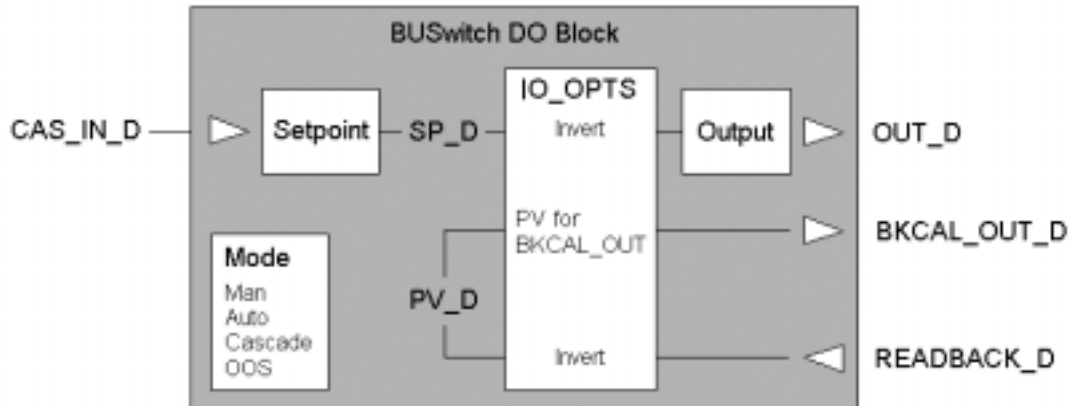 BUSwitch DO Block
CAS_IN_D
Setpoint
SP_D
IO_OPTS
Invert
Output
OUT_D
PV for
BKCAL_OUT
BKCAL_OUT_D
PV_D
Invert
READBACK_D
Mode
Man
Auto
Cascade
OOS